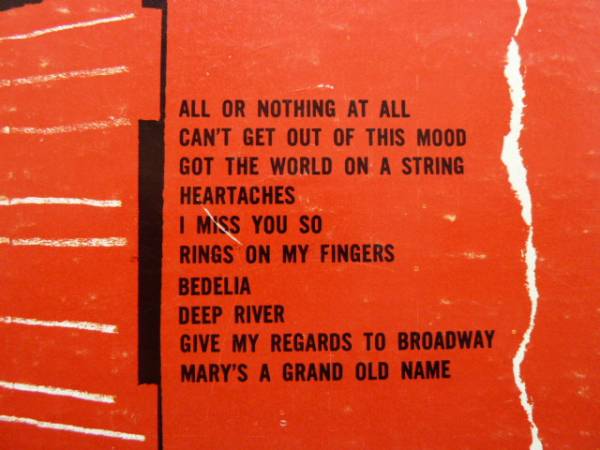 ALL OR NOTHING AT ALL
CAN'T GET OUT OF THIS MOOD
GOT THE WORLD ON A STRING
HEARTACHES
I MISS YOU SO
RINGS ON MY FINGERS
BEDELIA
DEEP RIVER
GIVE MY REGARDS TO BROADWAY
MARY'S A GRAND OLD NAME